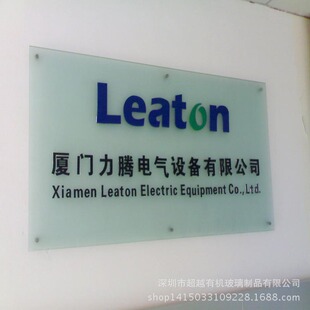 Leaton
厦门力腾电气设备有限公司
Xiamen Leaton Electric Equipment Co.,Ltd.
深圳市超越有机玻璃制品有限公司
shop1415033109228.1688.com